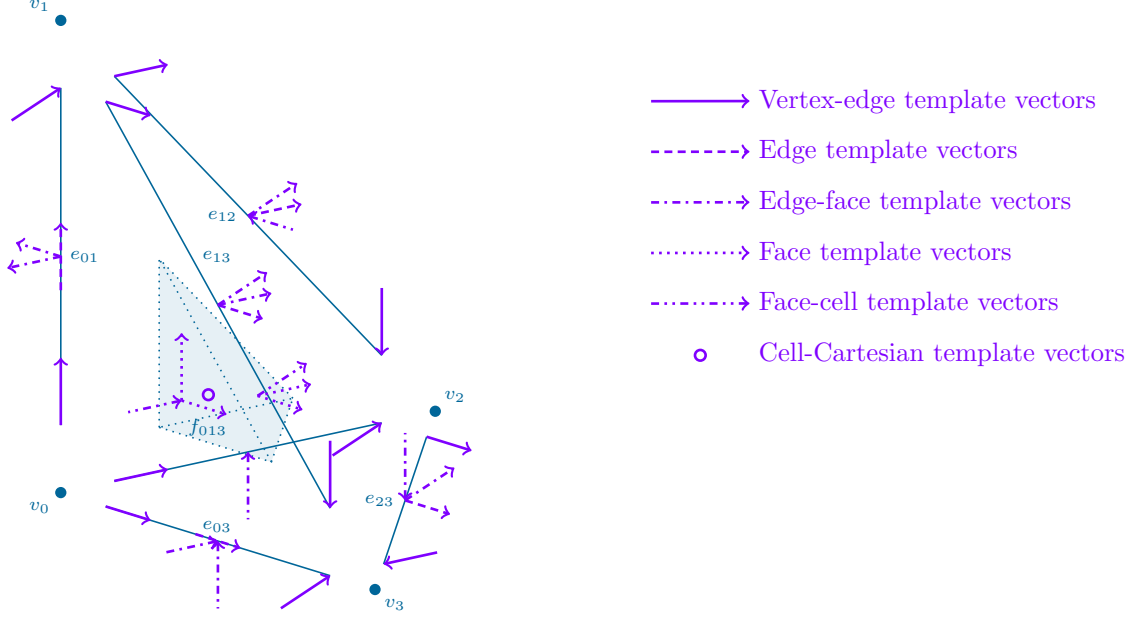 v₁
Vertex-edge template vectors
Edge template vectors
e₁₂
Edge-face template vectors
e₀₁
e₁₃
Face template vectors
Face-cell template vectors
Cell-Cartesian template vectors
v₂
f₀₁₃
e₂₃
v₀
e₀₃
v₃